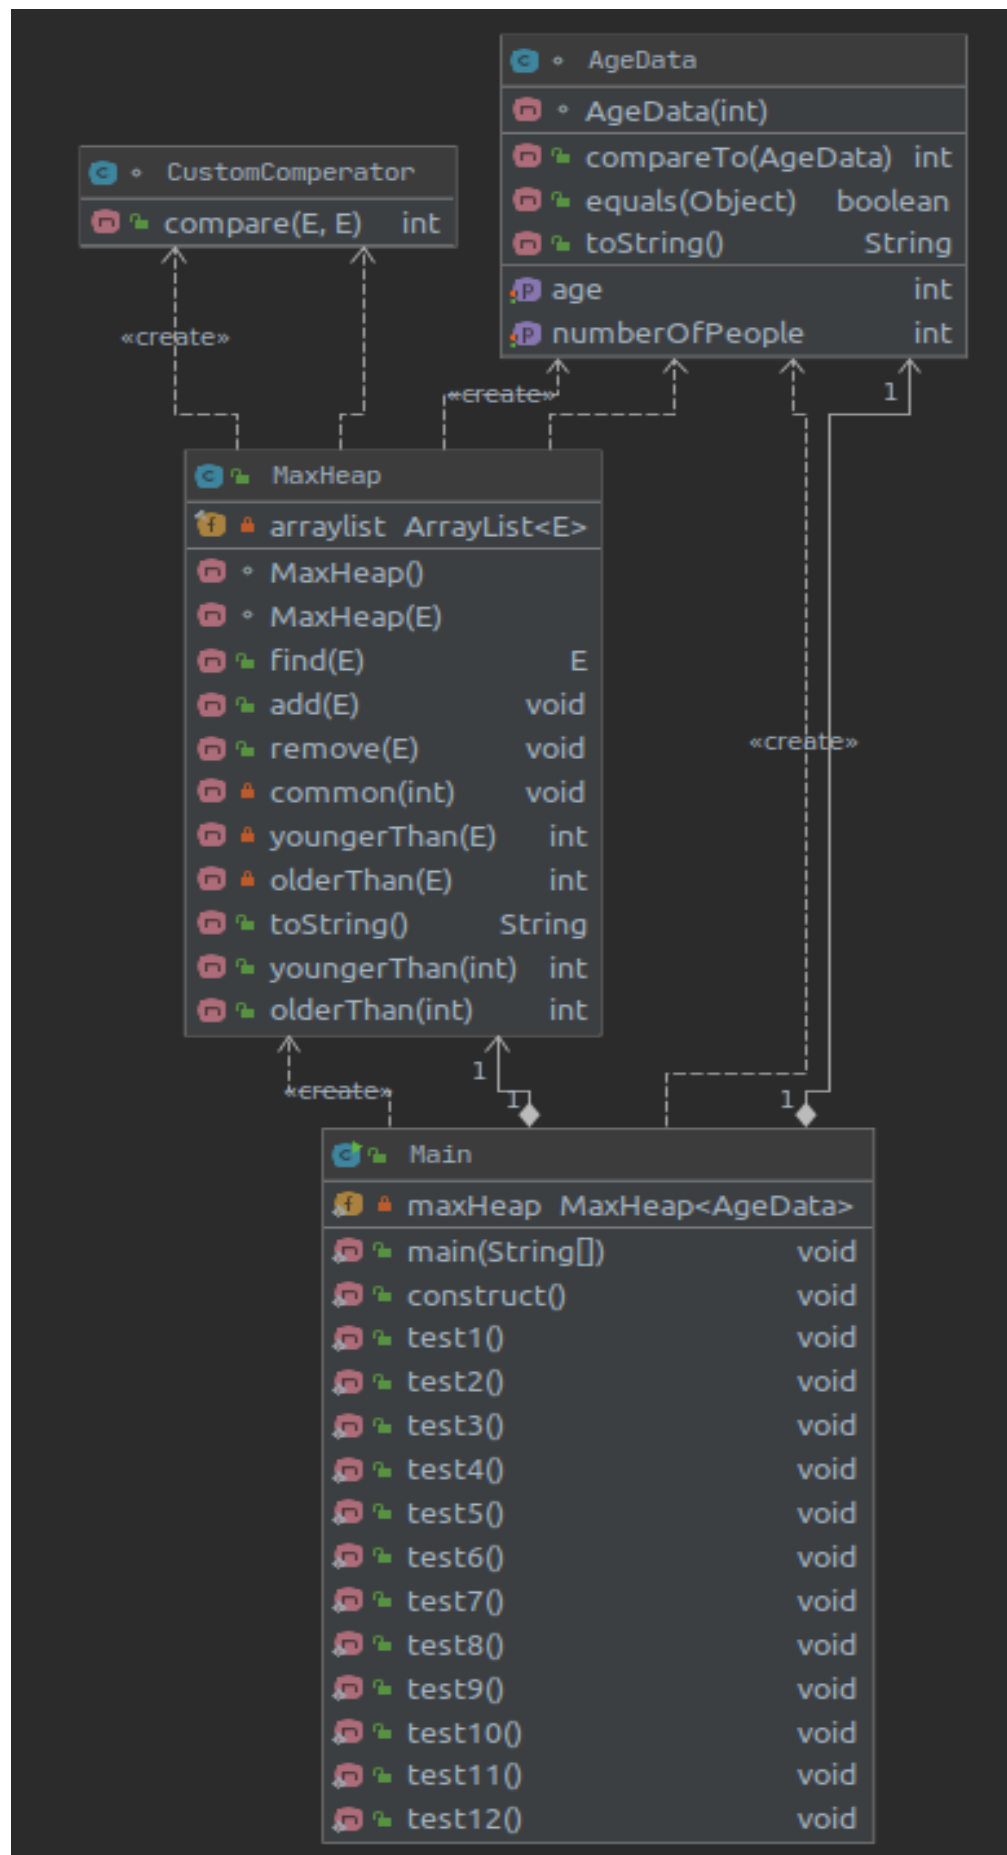 AgeData
AgeData(int)
compareTo(AgeData) int
equals(Object) boolean
toString() String
age int
numberOfPeople int
CustomComperator
compare(E, E) int
«create»
«create»
1
MaxHeap
arraylist ArrayList<E>
MaxHeap()
MaxHeap(E)
find(E) E
add(E) void
remove(E) void
common(int) void
youngerThan(E) int
olderThan(E) int
toString() String
youngerThan(int) int
olderThan(int) int
«create»
1
«create»
1
1
Main
maxHeap MaxHeap<AgeData>
main(String[]) void
construct() void
test1() void
test2() void
test3() void
test4() void
test5() void
test6() void
test7() void
test8() void
test9() void
test10() void
test11() void
test12() void